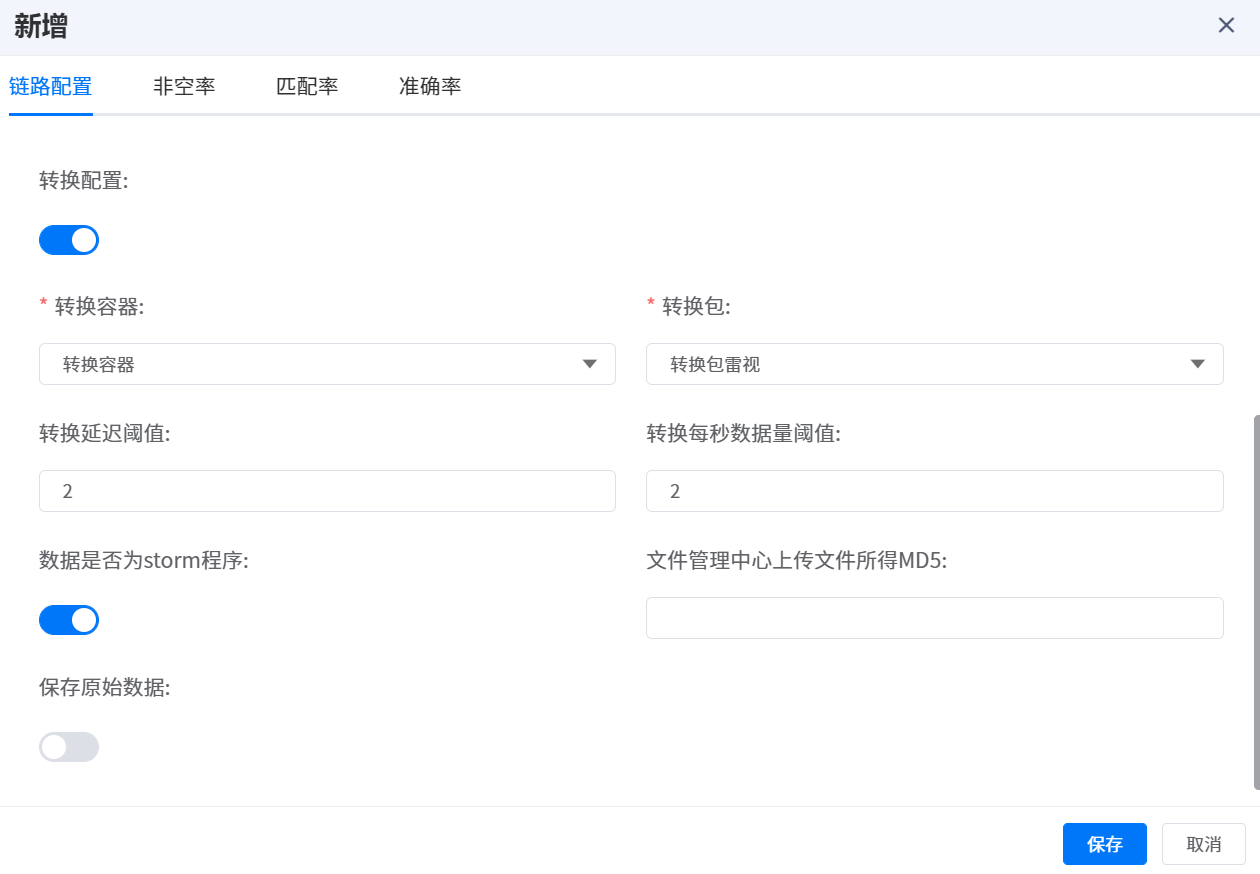 新增
链路配置 非空率 匹配率 准确率
转换配置:
* 转换容器: * 转换包:
转换容器 转换包雷视
转换延迟阈值: 转换每秒数据量阈值:
2 2
数据是否为storm程序: 文件管理中心上传文件所得MD5:
保存原始数据:
保存 取消